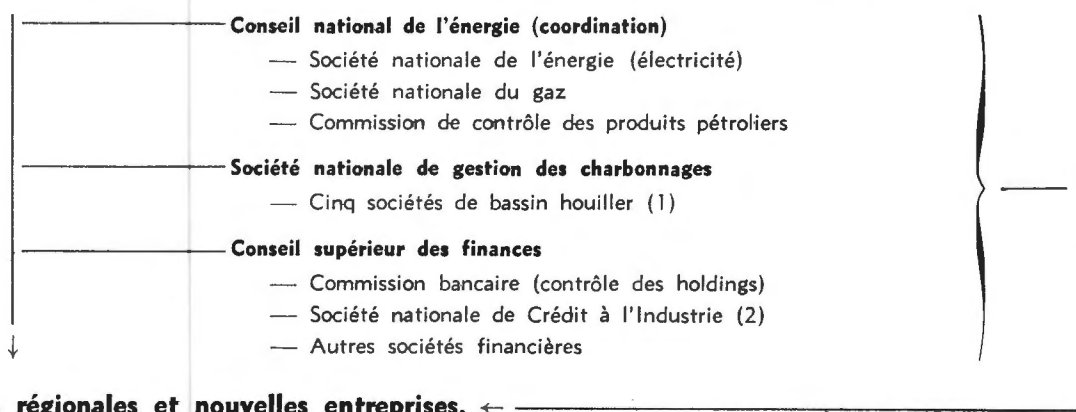 Conseil national de l'énergie (coordination)
— Société nationale de l'énergie (électricité)
— Société nationale du gaz
— Commission de contrôle des produits pétroliers
Société nationale de gestion des charbonnages
— Cinq sociétés de bassin houiller (1)
Conseil supérieur des finances
— Commission bancaire (contrôle des holdings)
— Société nationale de Crédit à l'Industrie (2)
— Autres sociétés financières
régionales et nouvelles entreprises. ←